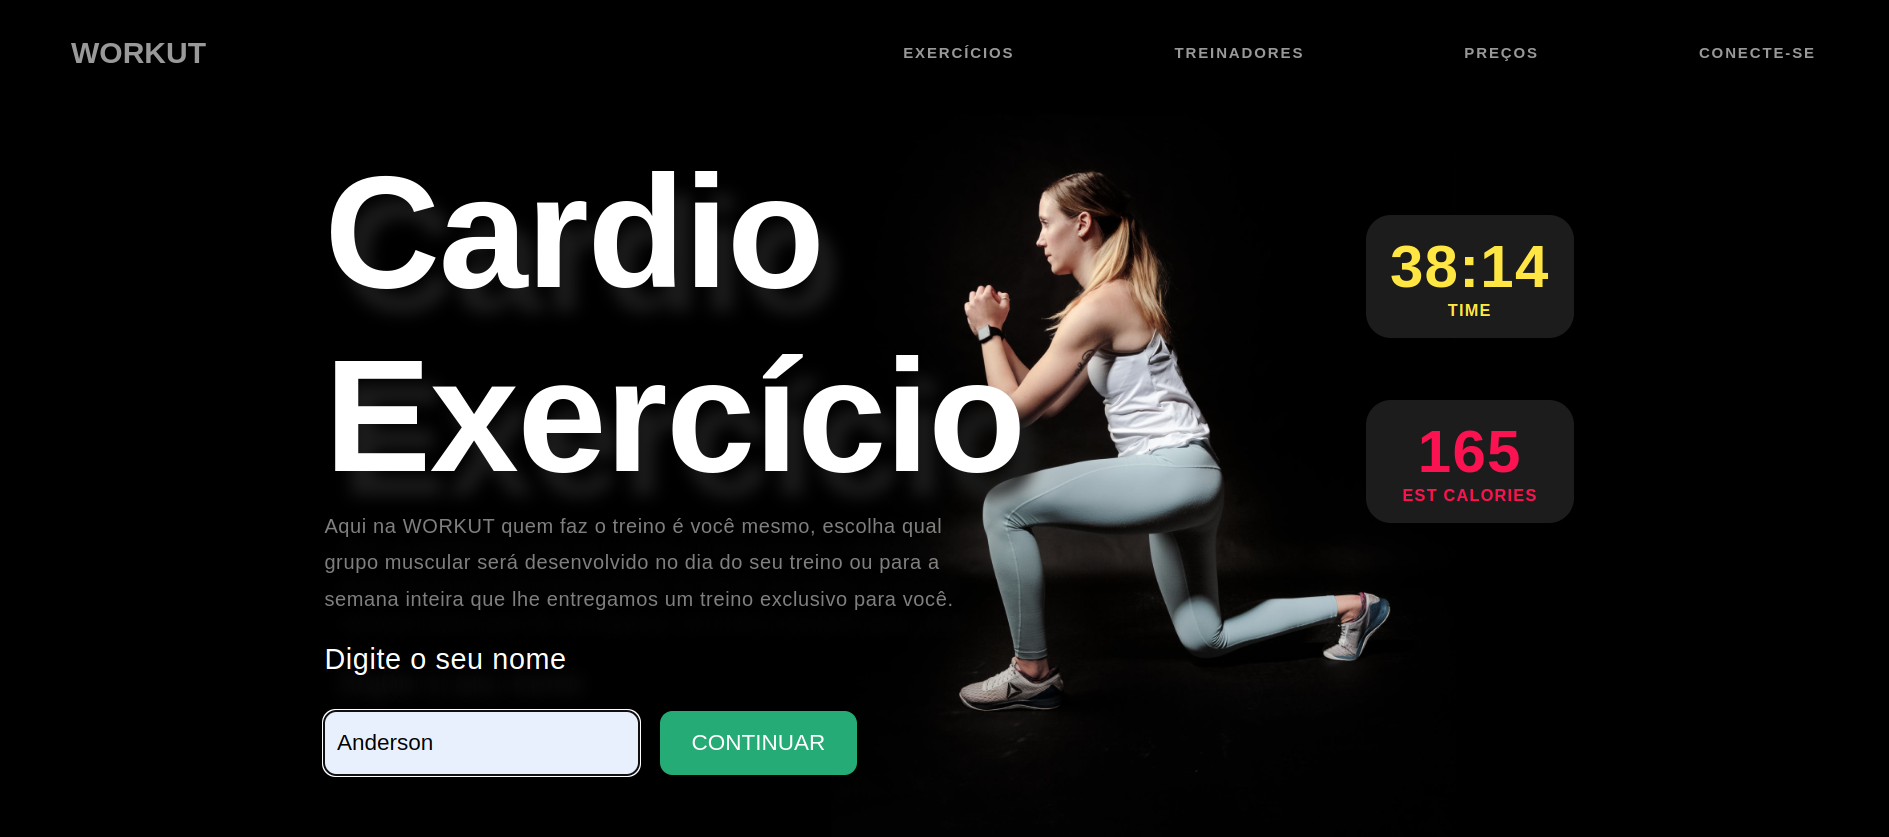 WORKUT
EXERCÍCIOS
TREINADORES
PREÇOS
CONECTE-SE
Cardio
Exercício
Aqui na WORKUT quem faz o treino é você mesmo, escolha qual
grupo muscular será desenvolvido no dia do seu treino ou para a
semana inteira que lhe entregamos um treino exclusivo para você.
Digite o seu nome
Anderson
CONTINUAR
38:14
TIME
165
EST CALORIES